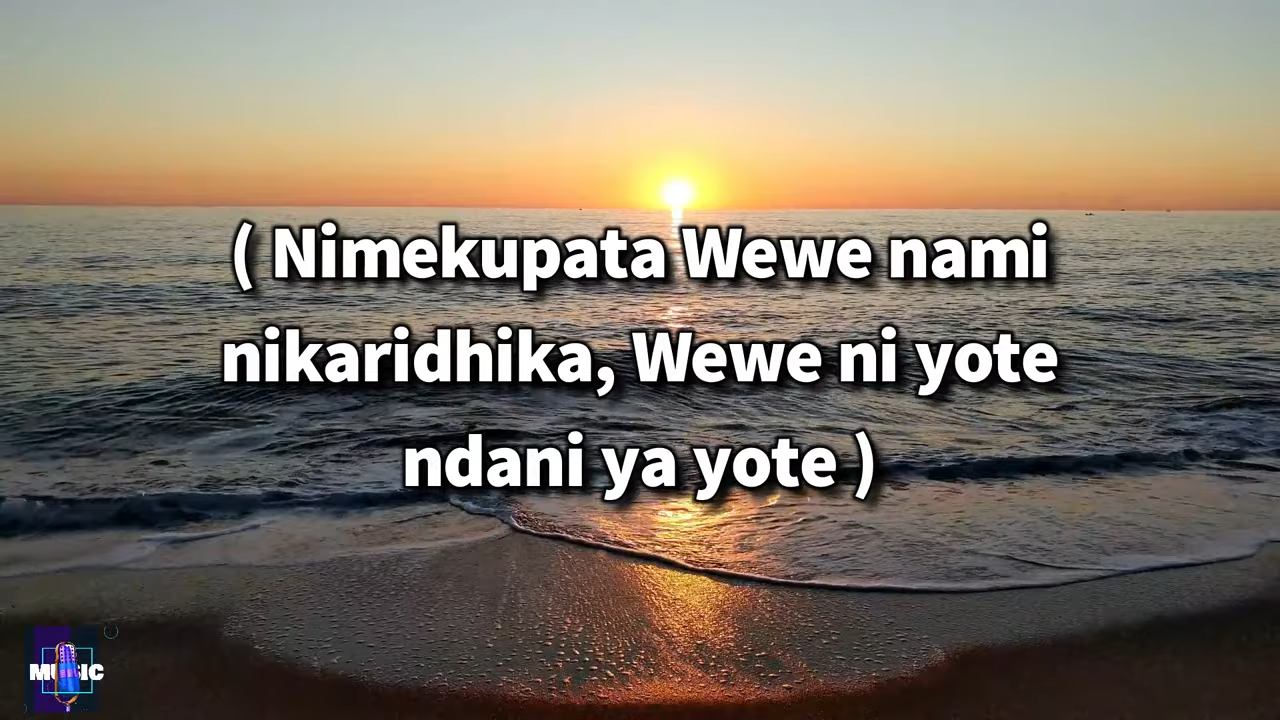 ( Nimekupata Wewe nami
nikaridhika, Wewe ni yote
ndani ya yote )
MUSIC